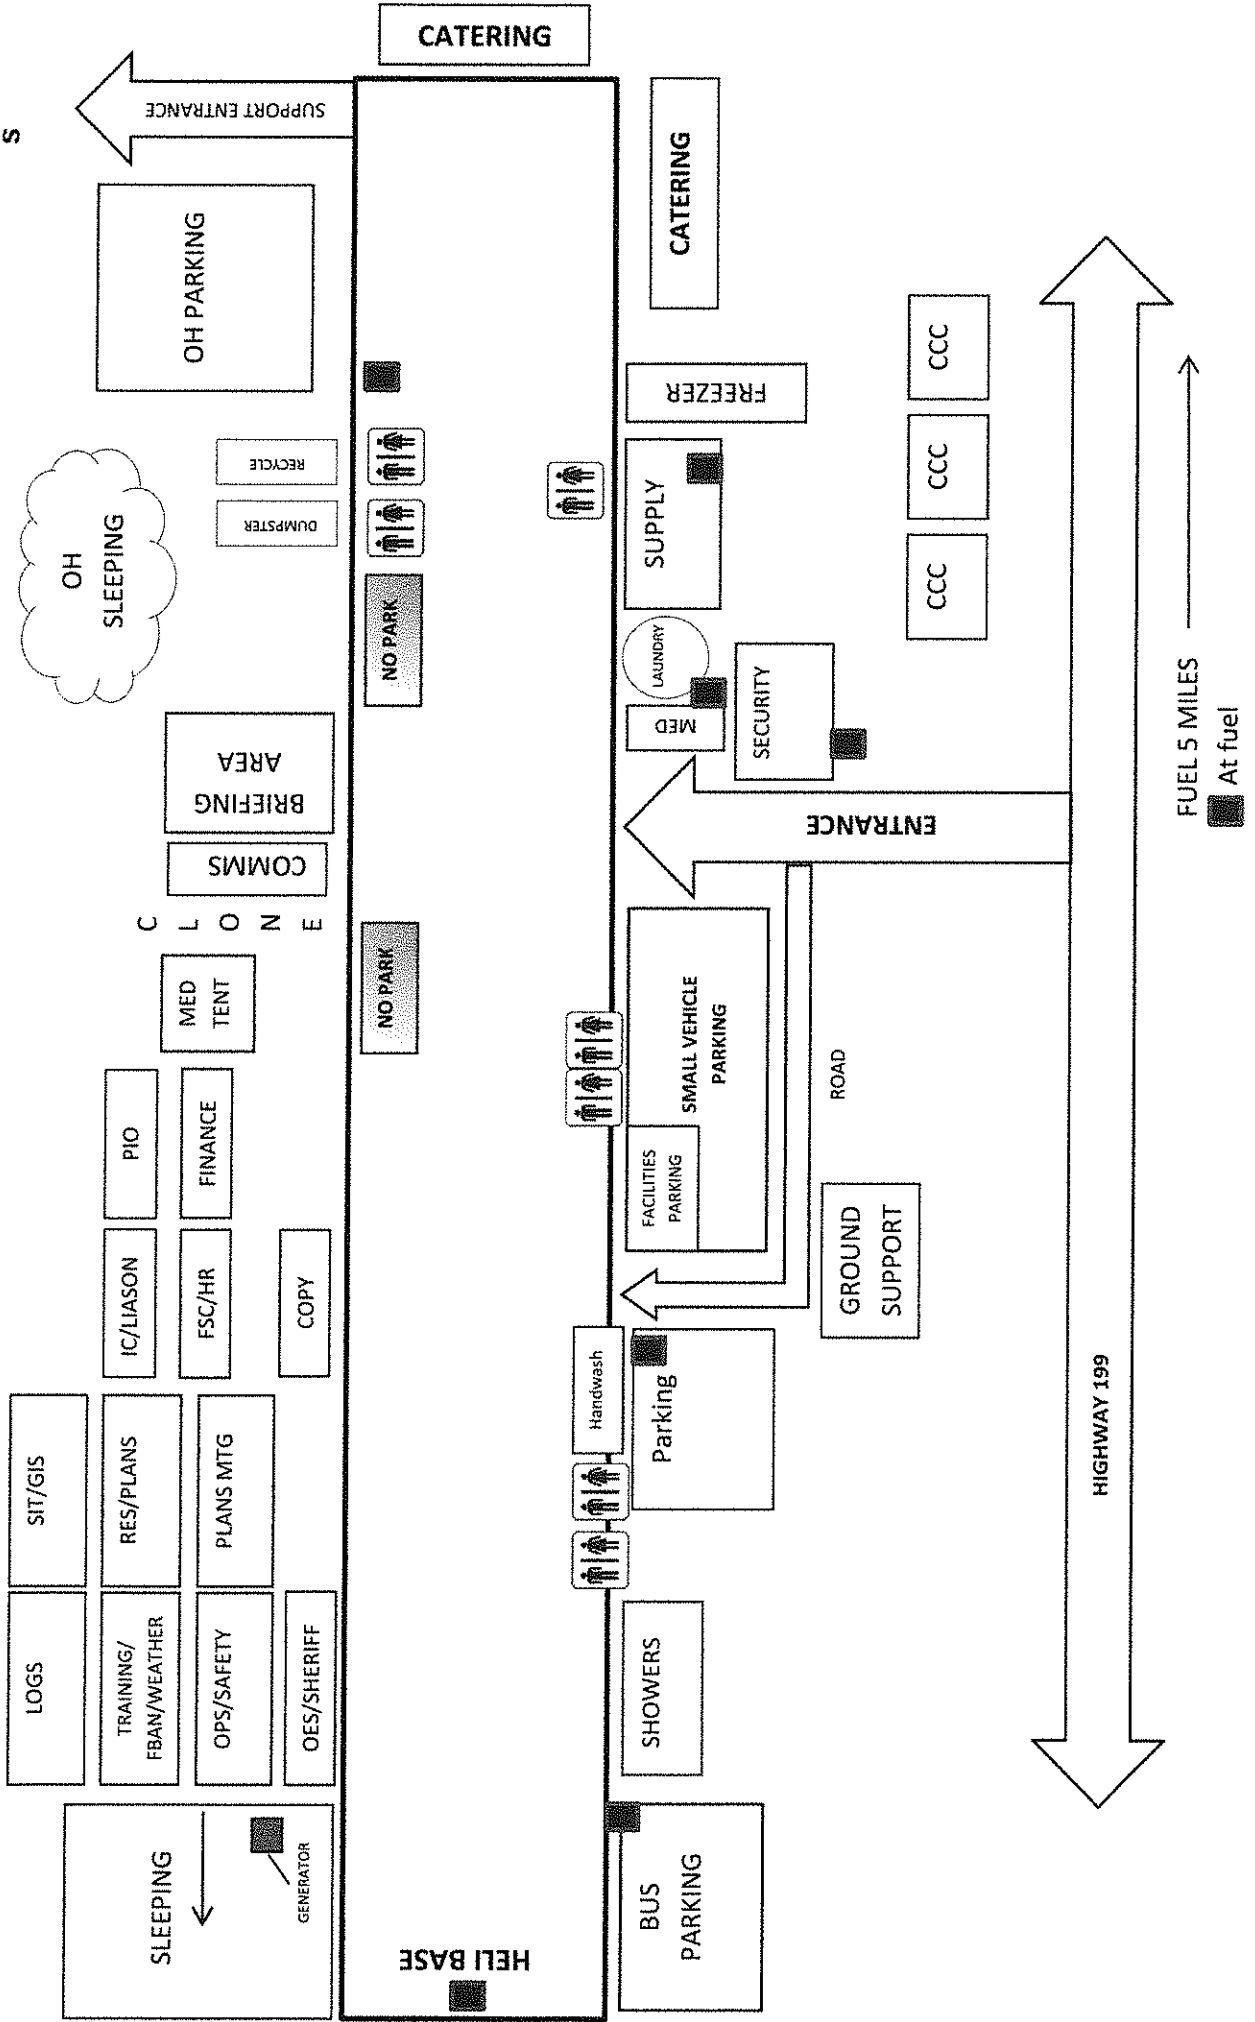 S
CATERING
SUPPORT ENTRANCE
OH PARKING
CATERING
OH
SLEEPING
RECYCLE
DUMPSTER
NO PARK
FREEZER
SUPPLY
LAUNDRY
MED
SECURITY
CCC
CCC
CCC
BRIEFING
AREA
COMMS
C
L
O
N
E
MED
TENT
NO PARK
ENTRANCE
FUEL 5 MILES
At fuel
PIO
FINANCE
SMALL VEHICLE
PARKING
FACILITIES
PARKING
ROAD
IC/LIASON
FSC/HR
COPY
GROUND
SUPPORT
Handwash
Parking
SIT/GIS
RES/PLANS
PLANS MTG
HIGHWAY 199
LOGS
TRAINING/
FBAN/WEATHER
OPS/SAFETY
OES/SHERIFF
SHOWERS
SLEEPING
GENERATOR
HELI BASE
BUS
PARKING